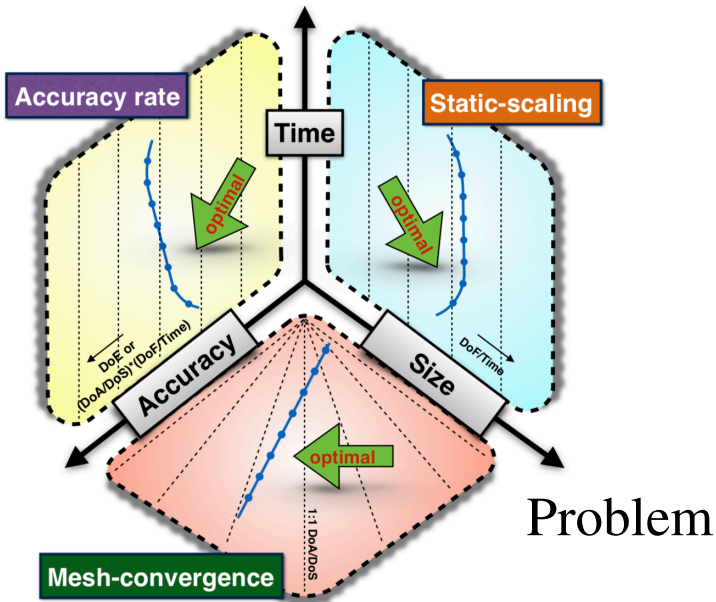 Accuracy rate
Static-scaling
Time
optimal
optimal
DoE or
(DoA/DoS)*(DoF/Time)
DoF/Time
Accuracy
Size
optimal
1:1 DoA/DoS
Problem
Mesh-convergence